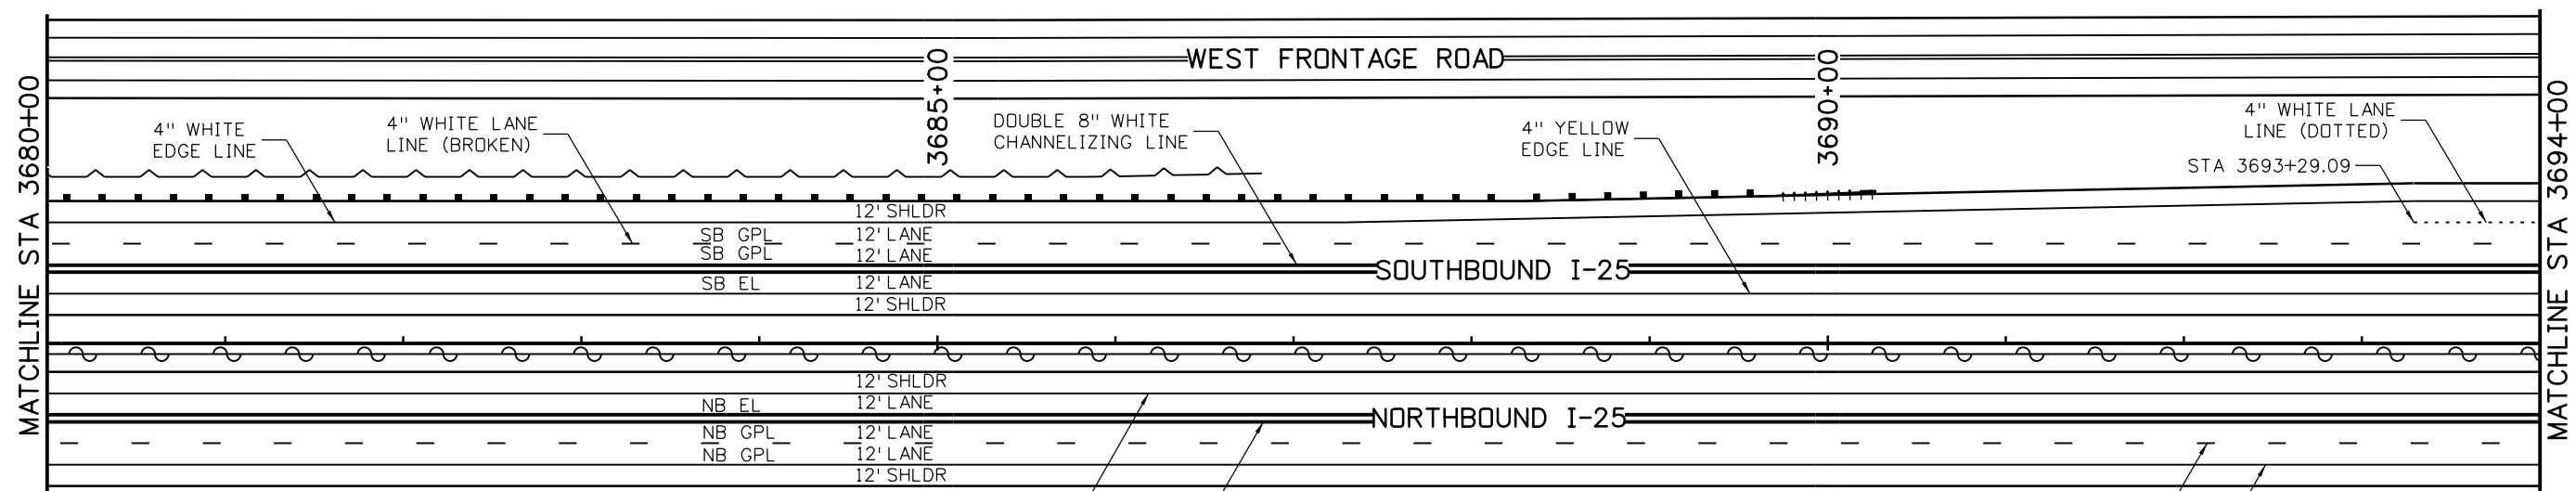 WEST FRONTAGE ROAD
MATCHLINE STA 3680+00
3685+00
3690+00
MATCHLINE STA 3694+00
4" WHITE
EDGE LINE
4" WHITE LANE
LINE (BROKEN)
DOUBLE 8" WHITE
CHANNELIZING LINE
4" YELLOW
EDGE LINE
4" WHITE LANE
LINE (DOTTED)
STA 3693+29.09
12' SHLDR
SB GPL 12' LANE
SB GPL 12' LANE
SOUTHBOUND I-25
SB EL 12' LANE
12' SHLDR
12' SHLDR
NB EL 12' LANE
NORTHBOUND I-25
NB GPL 12' LANE
NB GPL 12' LANE
12' SHLDR